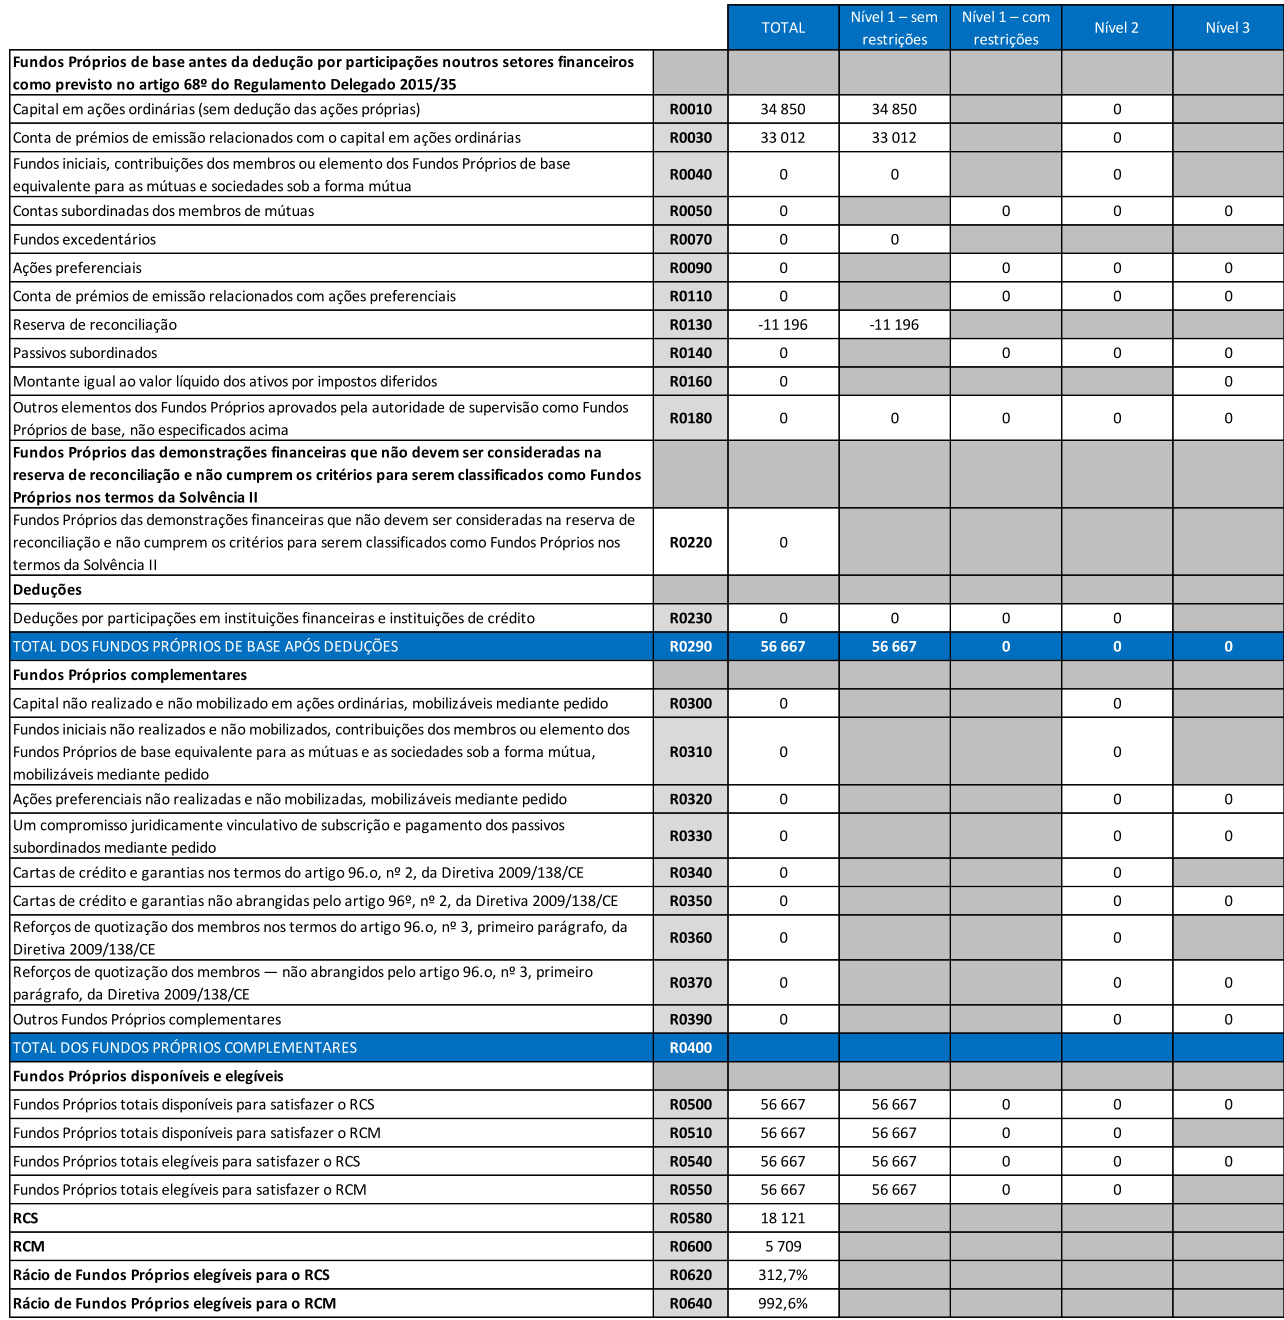 TOTAL Nível 1 – sem restrições Nível 1 – com restrições Nível 2 Nível 3
Fundos Próprios de base antes da dedução por participações noutros setores financeiros
como previsto no artigo 68º do Regulamento Delegado 2015/35
Capital em ações ordinárias (sem dedução das ações próprias) R0010 34 850 34 850 0
Conta de prémios de emissão relacionados com o capital em ações ordinárias R0030 33 012 33 012 0
Fundos iniciais, contribuições dos membros ou elemento dos Fundos Próprios de base
equivalente para as mútuas e sociedades sob a forma mútua R0040 0 0 0
Contas subordinadas dos membros de mútuas R0050 0 0 0 0
Fundos excedentários R0070 0 0
Ações preferenciais R0090 0 0 0 0
Conta de prémios de emissão relacionados com ações preferenciais R0110 0 0 0 0
Reserva de reconciliação R0130 -11 196 -11 196
Passivos subordinados R0140 0 0 0 0
Montante igual ao valor líquido dos ativos por impostos diferidos R0160 0 0
Outros elementos dos Fundos Próprios aprovados pela autoridade de supervisão como Fundos
Próprios de base, não especificados acima R0180 0 0 0 0 0
Fundos Próprios das demonstrações financeiras que não devem ser consideradas na
reserva de reconciliação e não cumprem os critérios para serem classificados como Fundos
Próprios nos termos da Solvência II
Fundos Próprios das demonstrações financeiras que não devem ser consideradas na reserva de
reconciliação e não cumprem os critérios para serem classificados como Fundos Próprios nos
termos da Solvência II R0220 0
Deduções
Deduções por participações em instituições financeiras e instituições de crédito R0230 0 0 0 0
TOTAL DOS FUNDOS PRÓPRIOS DE BASE APÓS DEDUÇÕES R0290 56 667 56 667 0 0 0
Fundos Próprios complementares
Capital não realizado e não mobilizado em ações ordinárias, mobilizáveis mediante pedido R0300 0 0
Fundos iniciais não realizados e não mobilizados, contribuições dos membros ou elemento dos
Fundos Próprios de base equivalente para as mútuas e as sociedades sob a forma mútua,
mobilizáveis mediante pedido R0310 0 0
Ações preferenciais não realizadas e não mobilizadas, mobilizáveis mediante pedido R0320 0 0 0
Um compromisso juridicamente vinculativo de subscrição e pagamento dos passivos
subordinados mediante pedido R0330 0 0 0
Cartas de crédito e garantias nos termos do artigo 96.o, nº 2, da Diretiva 2009/138/CE R0340 0 0
Cartas de crédito e garantias não abrangidas pelo artigo 96º, nº 2, da Diretiva 2009/138/CE R0350 0 0 0
Reforços de quotização dos membros nos termos do artigo 96.o, nº 3, primeiro parágrafo, da
Diretiva 2009/138/CE R0360 0 0
Reforços de quotização dos membros — não abrangidos pelo artigo 96.o, nº 3, primeiro
parágrafo, da Diretiva 2009/138/CE R0370 0 0 0
Outros Fundos Próprios complementares R0390 0 0 0
TOTAL DOS FUNDOS PRÓPRIOS COMPLEMENTARES R0400
Fundos Próprios disponíveis e elegíveis
Fundos Próprios totais disponíveis para satisfazer o RCS R0500 56 667 56 667 0 0 0
Fundos Próprios totais disponíveis para satisfazer o RCM R0510 56 667 56 667 0 0
Fundos Próprios totais elegíveis para satisfazer o RCS R0540 56 667 56 667 0 0 0
Fundos Próprios totais elegíveis para satisfazer o RCM R0550 56 667 56 667 0 0
RCS R0580 18 121
RCM R0600 5 709
Rácio de Fundos Próprios elegíveis para o RCS R0620 312,7%
Rácio de Fundos Próprios elegíveis para o RCM R0640 992,6%